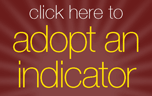 click here to
adopt an
indicator